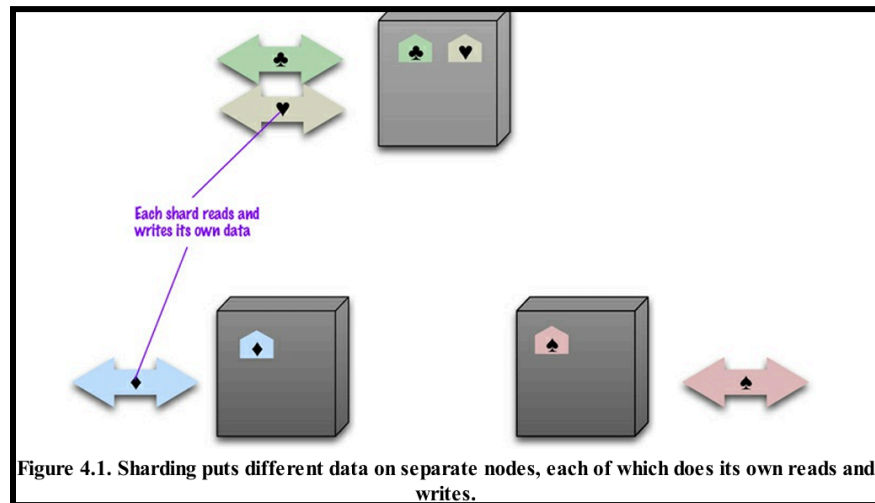 ♣
♥
♣ ♥
Each shard reads and
writes its own data
♦
♦
♠
♠
Figure 4.1. Sharding puts different data on separate nodes, each of which does its own reads and
writes.